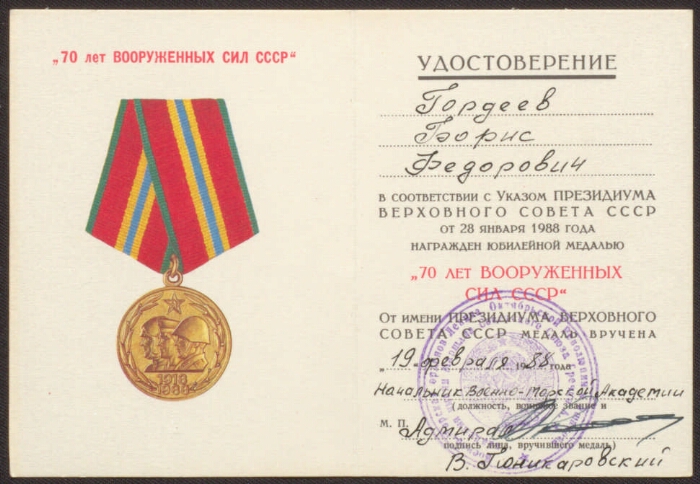 „70 лет ВООРУЖЕННЫХ СИЛ СССР“
1918
1988
УДОСТОВЕРЕНИЕ
Гордеев
Борис
Федорович
В СООТВЕТСТВИИ С УКАЗОМ ПРЕЗИДИУМА
ВЕРХОВНОГО СОВЕТА СССР
ОТ 28 ЯНВАРЯ 1988 ГОДА
НАГРАЖДЕН ЮБИЛЕЙНОЙ МЕДАЛЬЮ
„70 ЛЕТ ВООРУЖЕННЫХ
СИЛ СССР“
От имени ПРЕЗИДИУМА ВЕРХОВНОГО
СОВЕТА СССР МЕДАЛЬ ВРУЧЕНА
„19“ февраля 1988 года
Начальник Военно-Морской Академии
(должность, воинское звание и
М. П. Адмирал
подпись лица, вручившего медаль)
В. Поникаровский